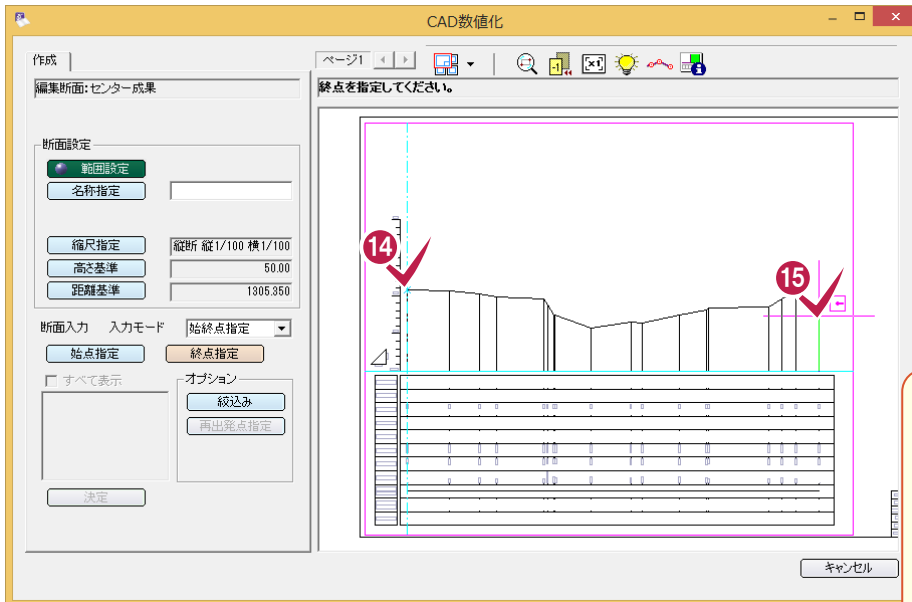 CAD数値化
作成
編集断面:センター成果
断面設定
範囲設定
名称指定
縮尺指定
縦断 縦1/100 横1/100
高さ基準
50.00
距離基準
1305.350
断面入力 入力モード
始終点指定
始点指定
終点指定
すべて表示
オプション
絞込み
再出発点指定
決定
ページ1
-1
×1
終点を指定してください。
14
15
キャンセル